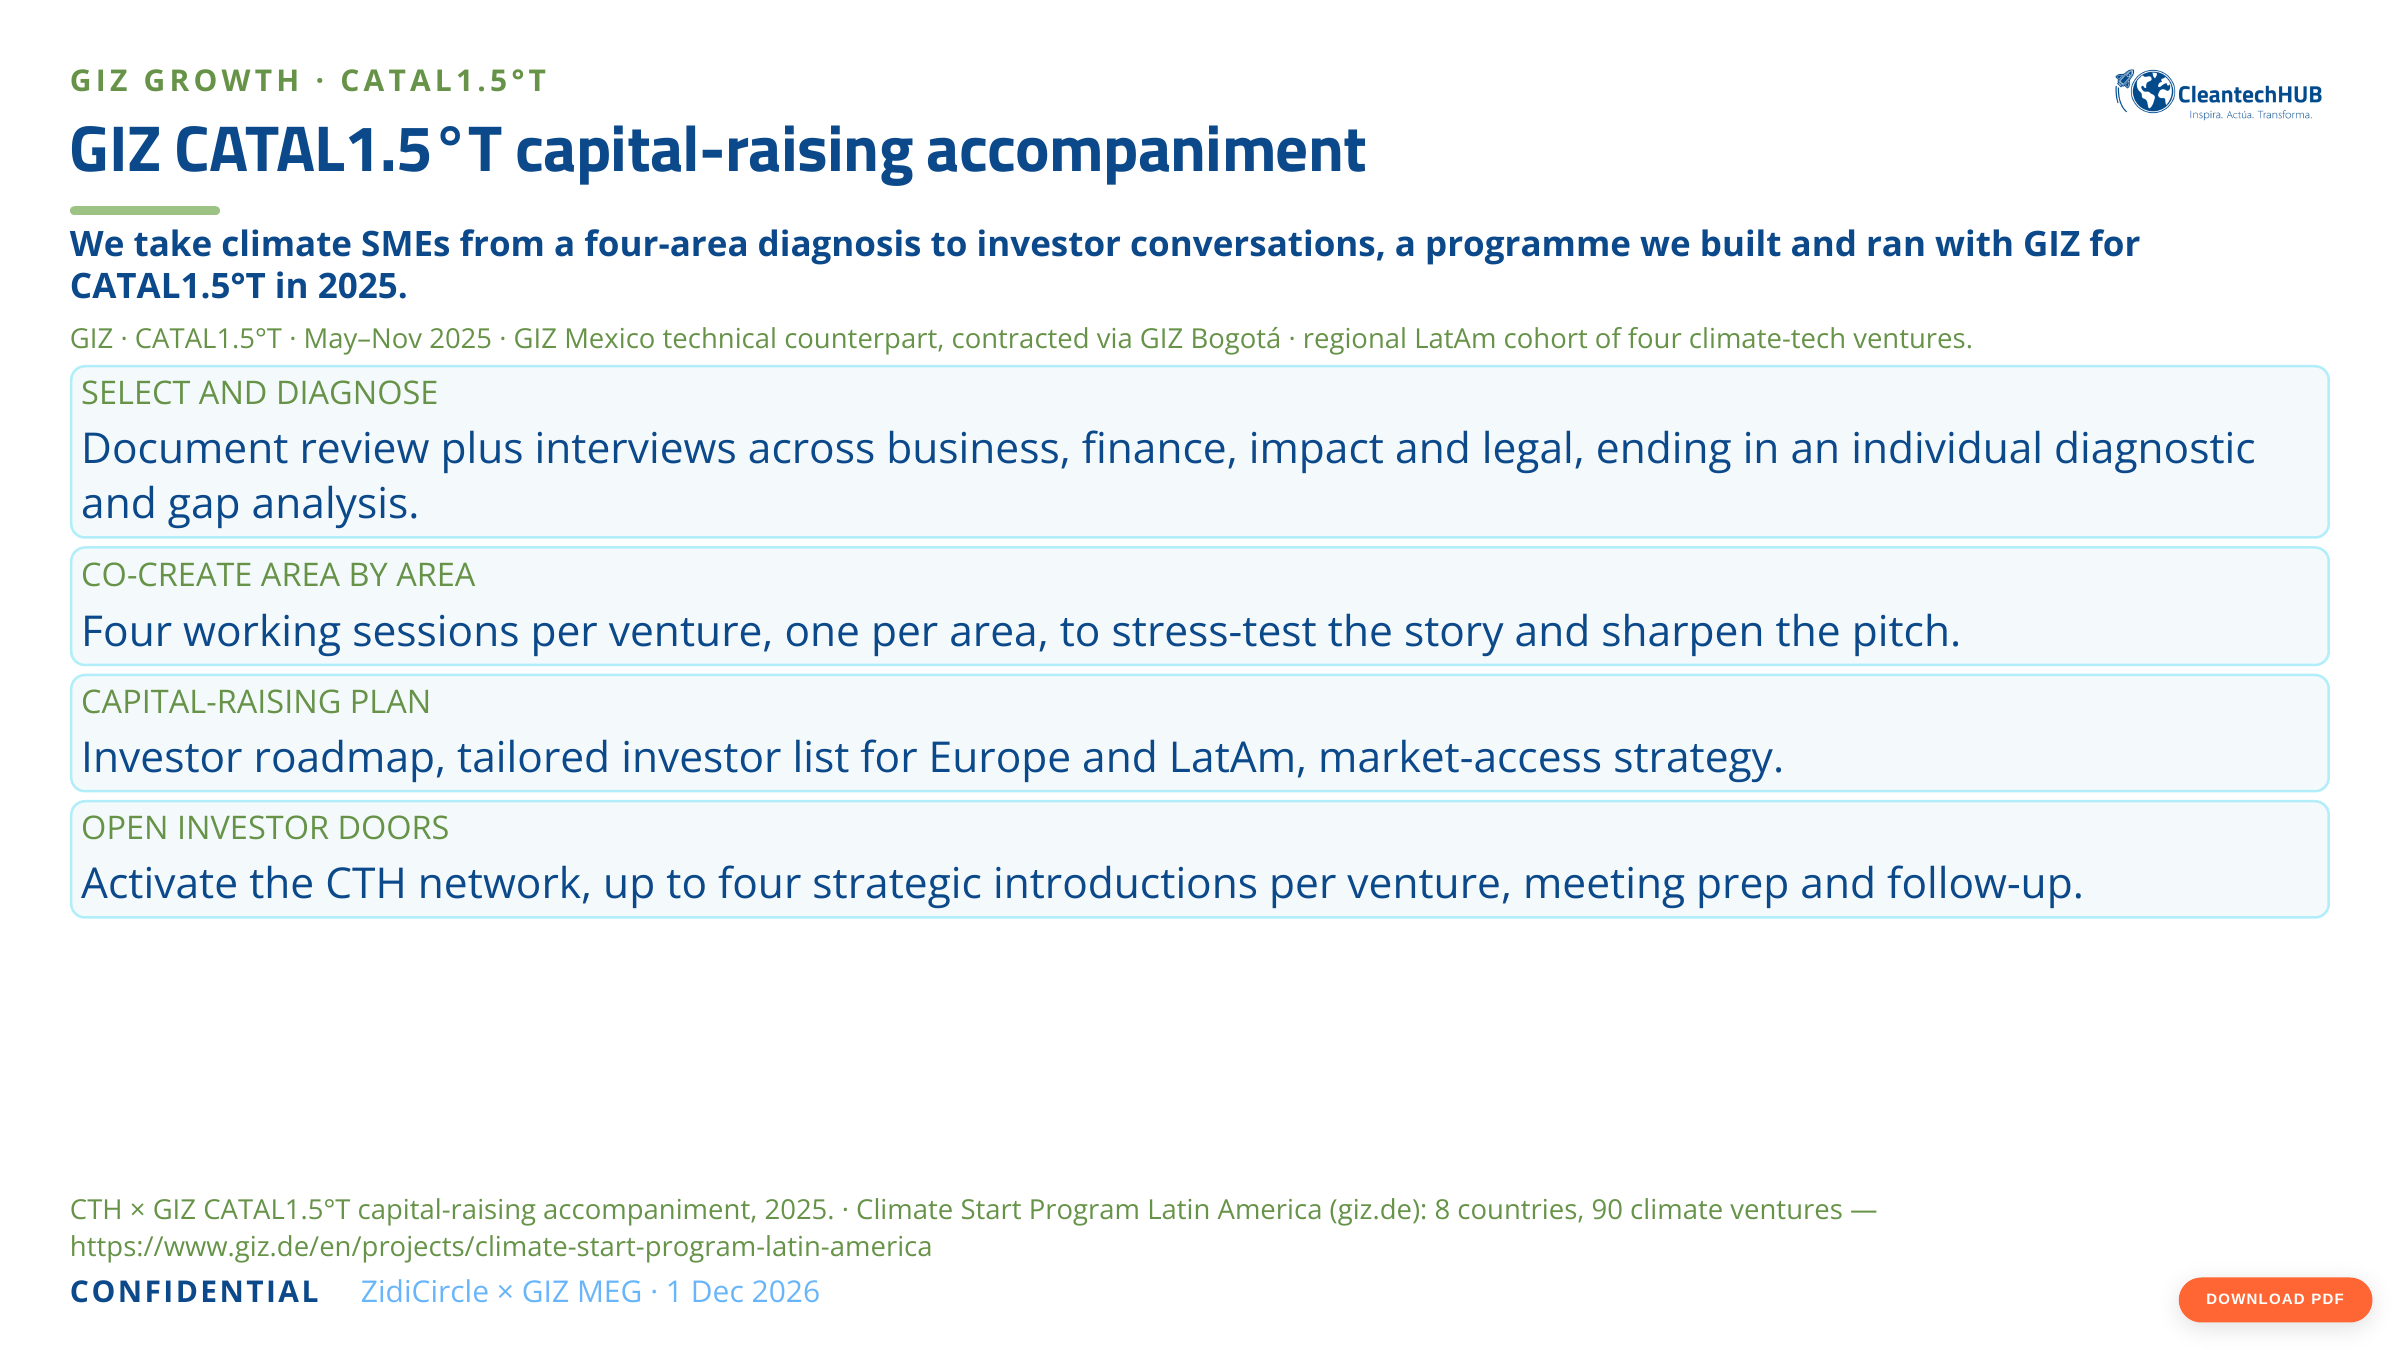 GIZ GROWTH · CATAL1.5°T
CleantechHUB
Inspira. Actúa. Transforma.
GIZ CATAL1.5°T capital-raising accompaniment
We take climate SMEs from a four-area diagnosis to investor conversations, a programme we built and ran with GIZ for
CATAL1.5°T in 2025.
GIZ · CATAL1.5°T · May–Nov 2025 · GIZ Mexico technical counterpart, contracted via GIZ Bogotá · regional LatAm cohort of four climate-tech ventures.
SELECT AND DIAGNOSE
Document review plus interviews across business, finance, impact and legal, ending in an individual diagnostic
and gap analysis.
CO-CREATE AREA BY AREA
Four working sessions per venture, one per area, to stress-test the story and sharpen the pitch.
CAPITAL-RAISING PLAN
Investor roadmap, tailored investor list for Europe and LatAm, market-access strategy.
OPEN INVESTOR DOORS
Activate the CTH network, up to four strategic introductions per venture, meeting prep and follow-up.
CTH × GIZ CATAL1.5°T capital-raising accompaniment, 2025. · Climate Start Program Latin America (giz.de): 8 countries, 90 climate ventures —
https://www.giz.de/en/projects/climate-start-program-latin-america
CONFIDENTIAL ZidiCircle × GIZ MEG · 1 Dec 2026
DOWNLOAD PDF